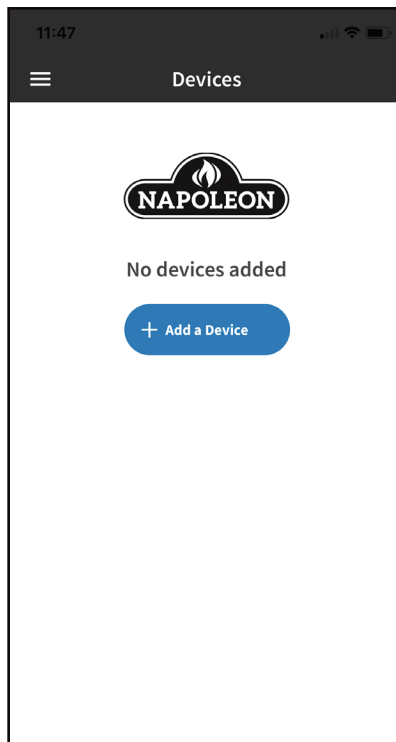 11:47
Devices
NAPOLEON
No devices added
Add a Device